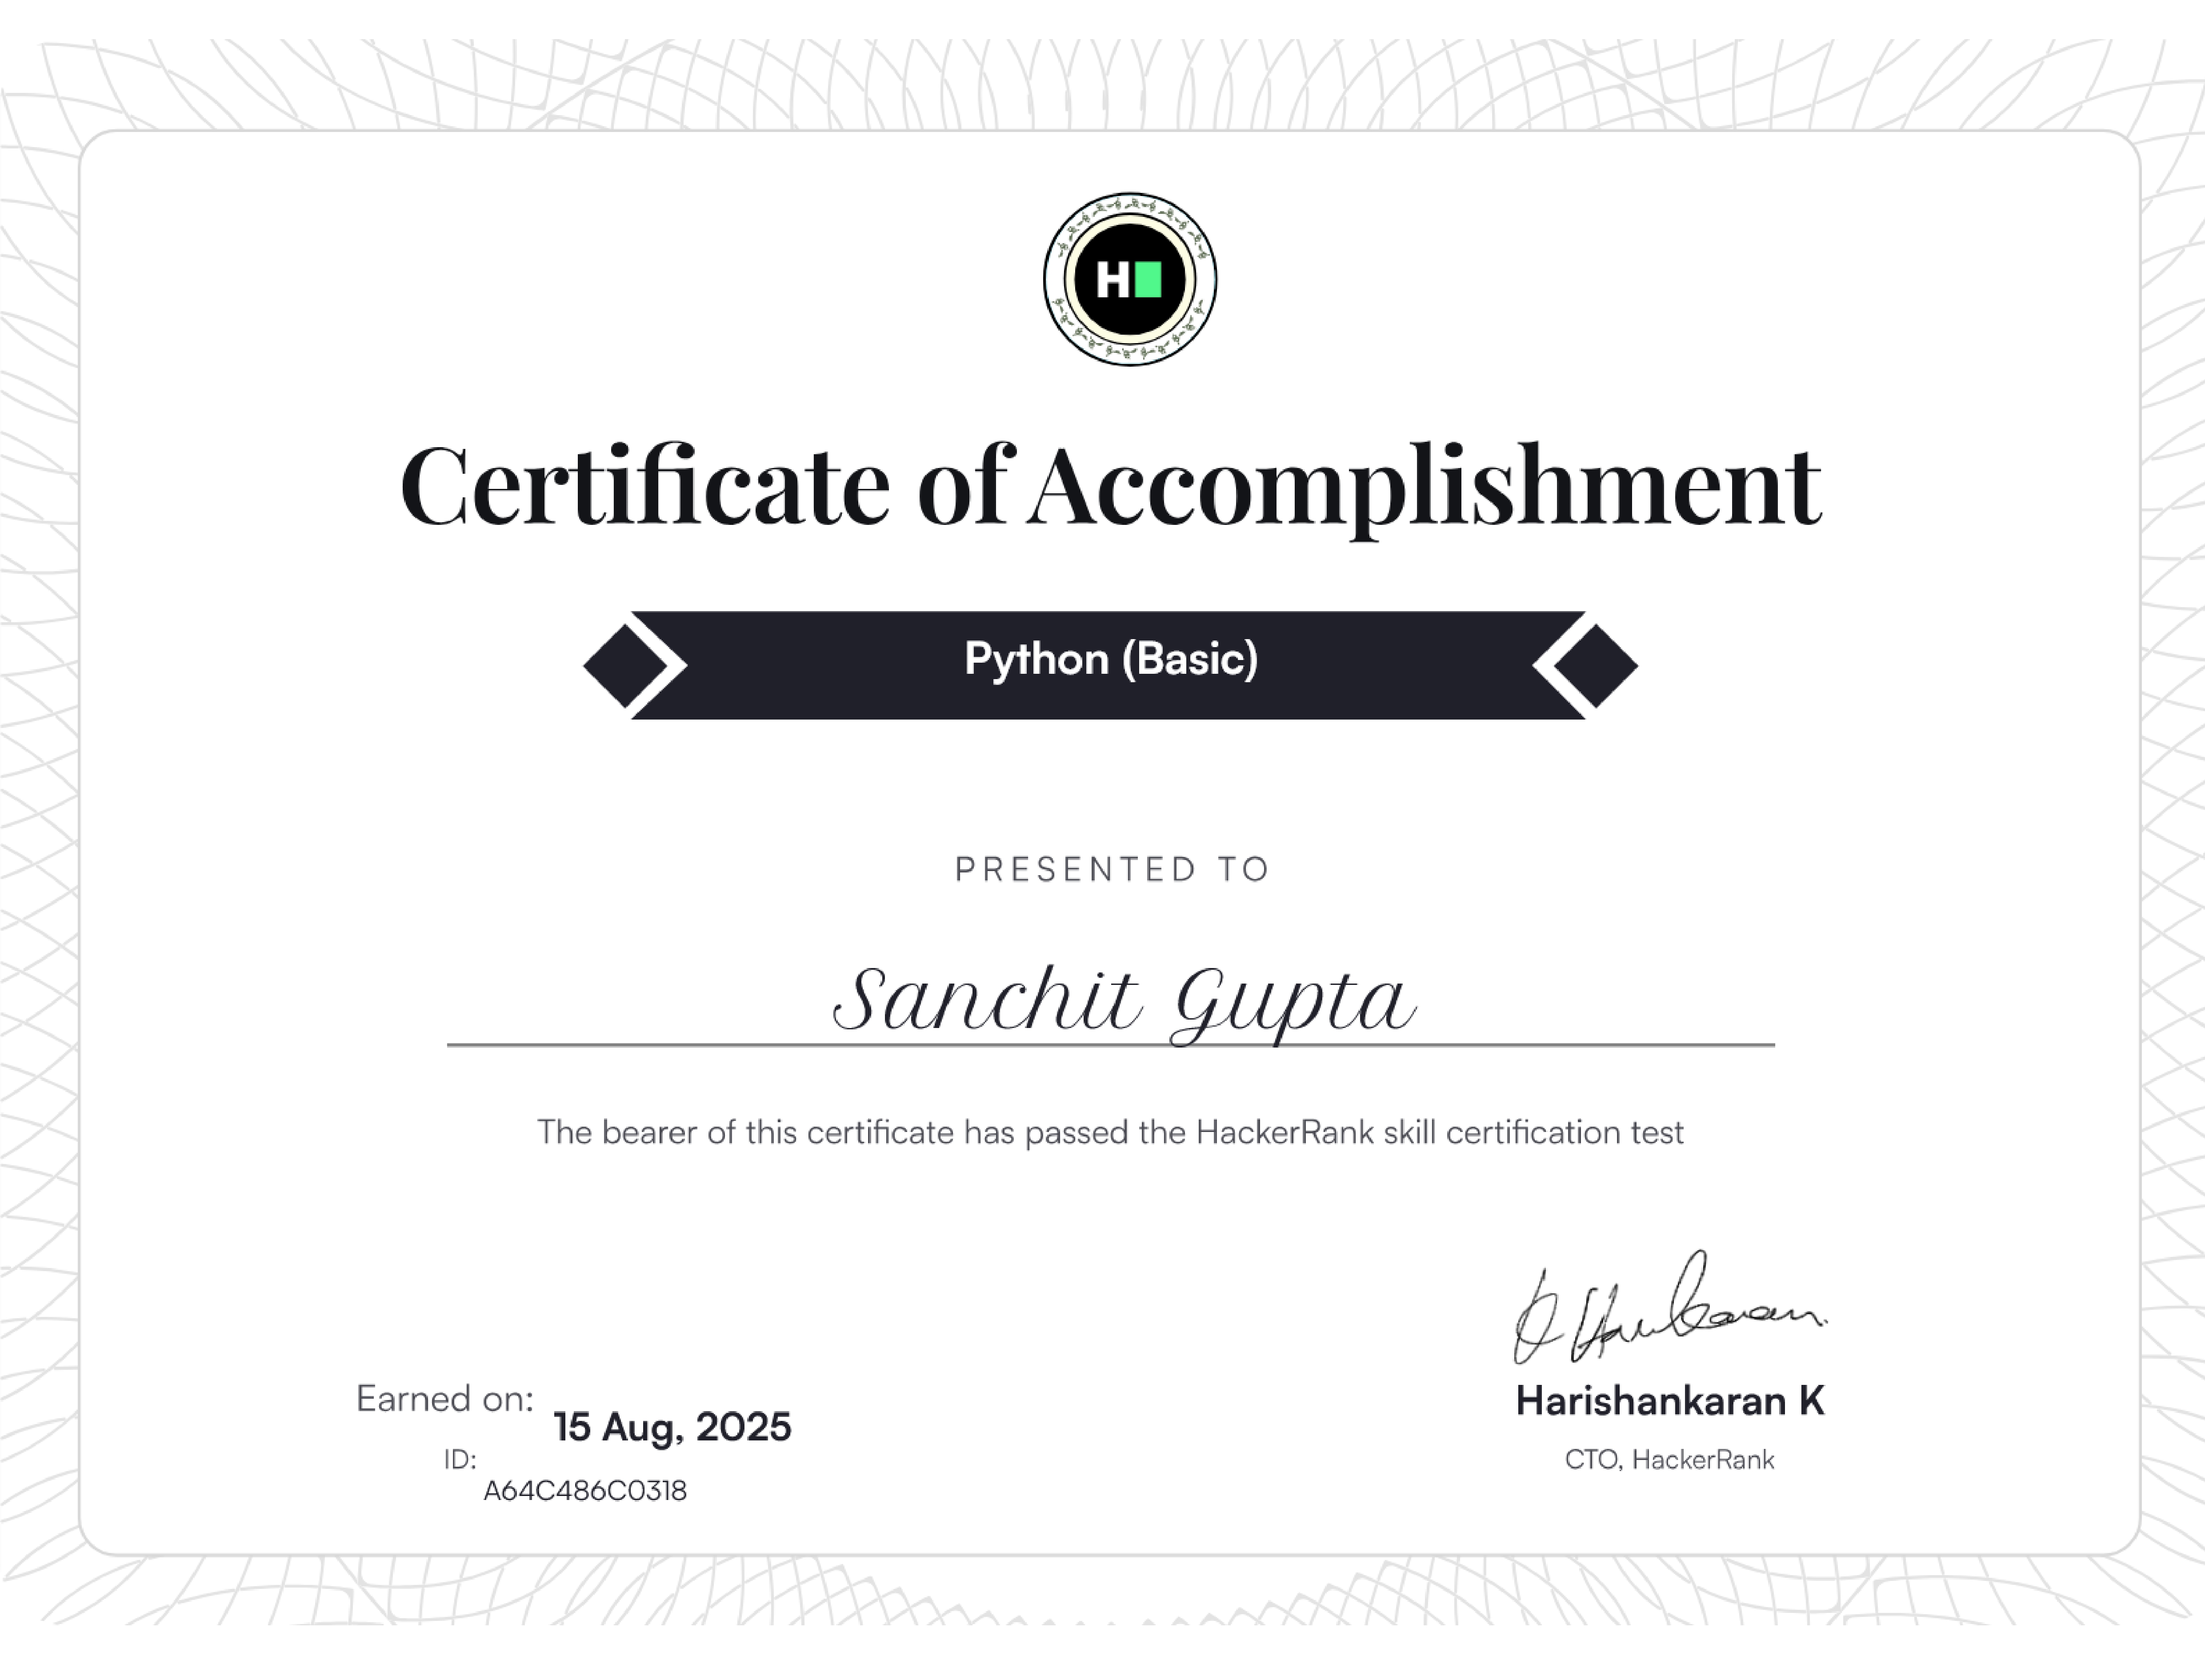 H
Certificate of Accomplishment
Python (Basic)
PRESENTED TO
Sanchit Gupta
The bearer of this certificate has passed the HackerRank skill certification test
Earned on:
15 Aug, 2025
ID:
A64C486C0318
Harishankaran K
CTO, HackerRank